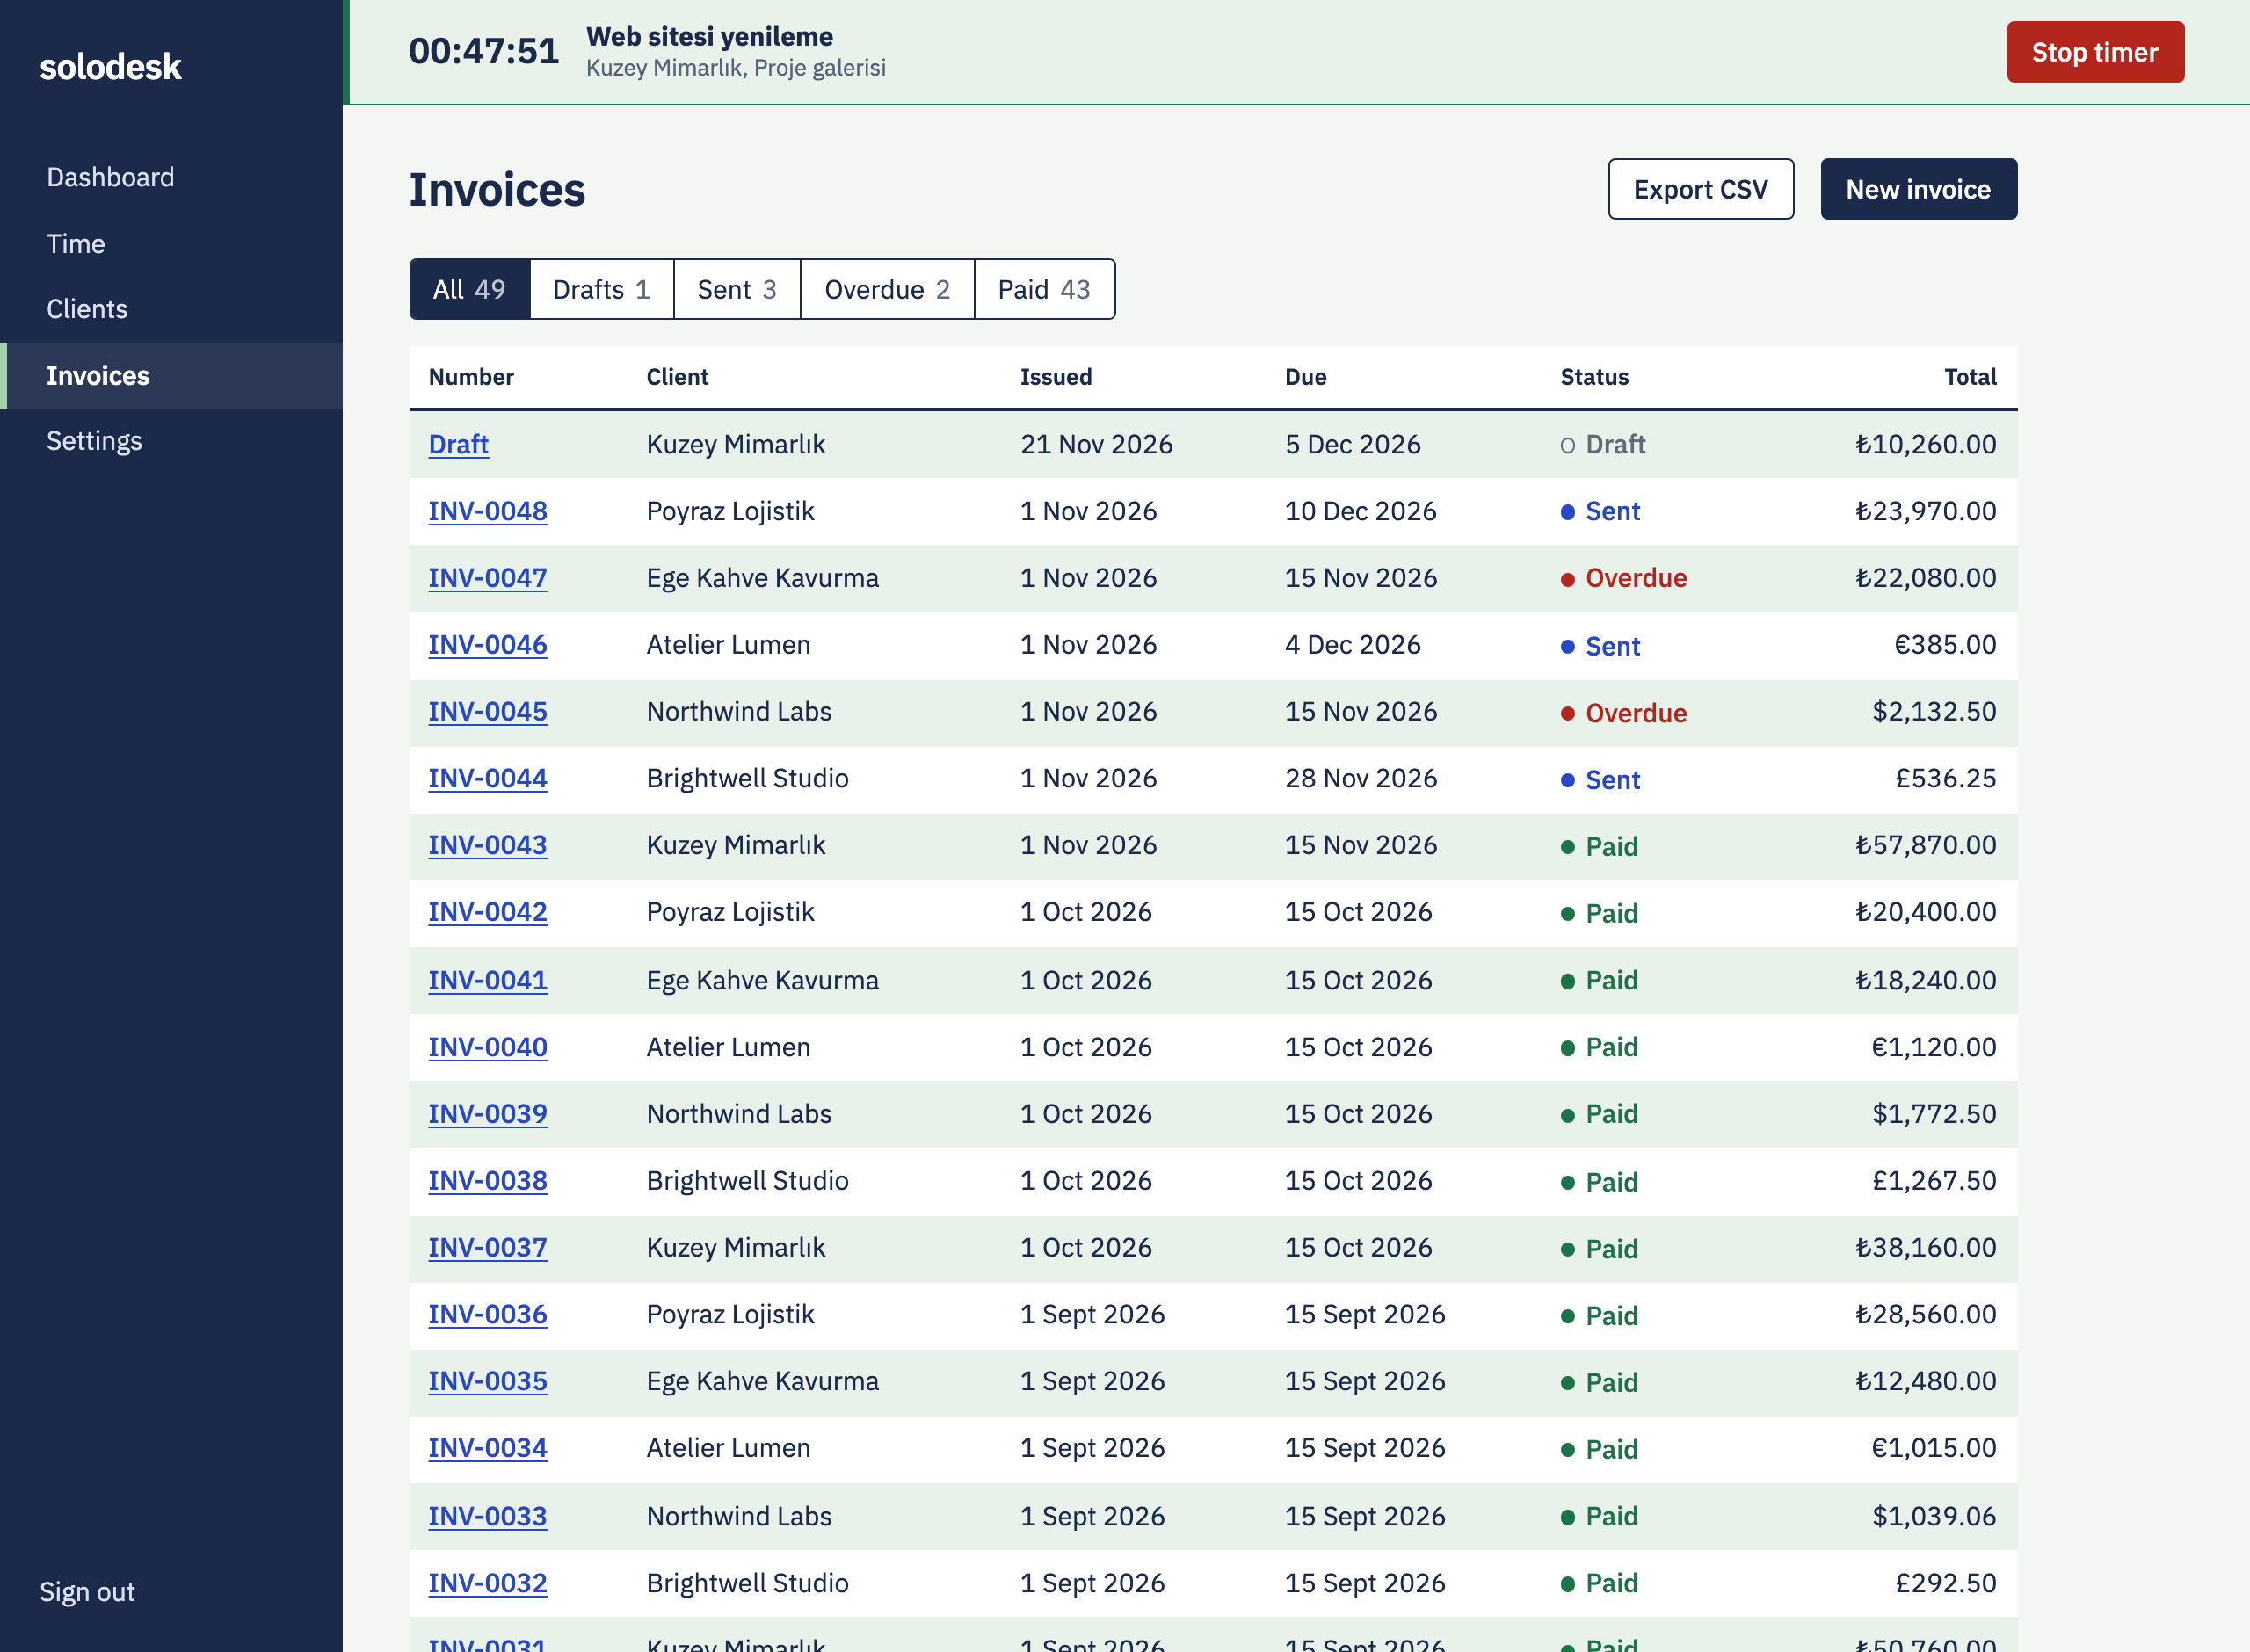 solodesk
Dashboard
Time
Clients
Invoices
Settings
Sign out
00:47:51
Web sitesi yenileme
Kuzey Mimarlık, Proje galerisi
Stop timer
Invoices
Export CSV
New invoice
All 49 Drafts 1 Sent 3 Overdue 2 Paid 43
Number Client Issued Due Status Total
Draft Kuzey Mimarlık 21 Nov 2026 5 Dec 2026 Draft ₺10,260.00
INV-0048 Poyraz Lojistik 1 Nov 2026 10 Dec 2026 Sent ₺23,970.00
INV-0047 Ege Kahve Kavurma 1 Nov 2026 15 Nov 2026 Overdue ₺22,080.00
INV-0046 Atelier Lumen 1 Nov 2026 4 Dec 2026 Sent €385.00
INV-0045 Northwind Labs 1 Nov 2026 15 Nov 2026 Overdue $2,132.50
INV-0044 Brightwell Studio 1 Nov 2026 28 Nov 2026 Sent £536.25
INV-0043 Kuzey Mimarlık 1 Nov 2026 15 Nov 2026 Paid ₺57,870.00
INV-0042 Poyraz Lojistik 1 Oct 2026 15 Oct 2026 Paid ₺20,400.00
INV-0041 Ege Kahve Kavurma 1 Oct 2026 15 Oct 2026 Paid ₺18,240.00
INV-0040 Atelier Lumen 1 Oct 2026 15 Oct 2026 Paid €1,120.00
INV-0039 Northwind Labs 1 Oct 2026 15 Oct 2026 Paid $1,772.50
INV-0038 Brightwell Studio 1 Oct 2026 15 Oct 2026 Paid £1,267.50
INV-0037 Kuzey Mimarlık 1 Oct 2026 15 Oct 2026 Paid ₺38,160.00
INV-0036 Poyraz Lojistik 1 Sept 2026 15 Sept 2026 Paid ₺28,560.00
INV-0035 Ege Kahve Kavurma 1 Sept 2026 15 Sept 2026 Paid ₺12,480.00
INV-0034 Atelier Lumen 1 Sept 2026 15 Sept 2026 Paid €1,015.00
INV-0033 Northwind Labs 1 Sept 2026 15 Sept 2026 Paid $1,039.06
INV-0032 Brightwell Studio 1 Sept 2026 15 Sept 2026 Paid £292.50
INV-0031 Kuzey Mimarlık 1 Sept 2026 15 Sept 2026 Paid ₺50,760.00